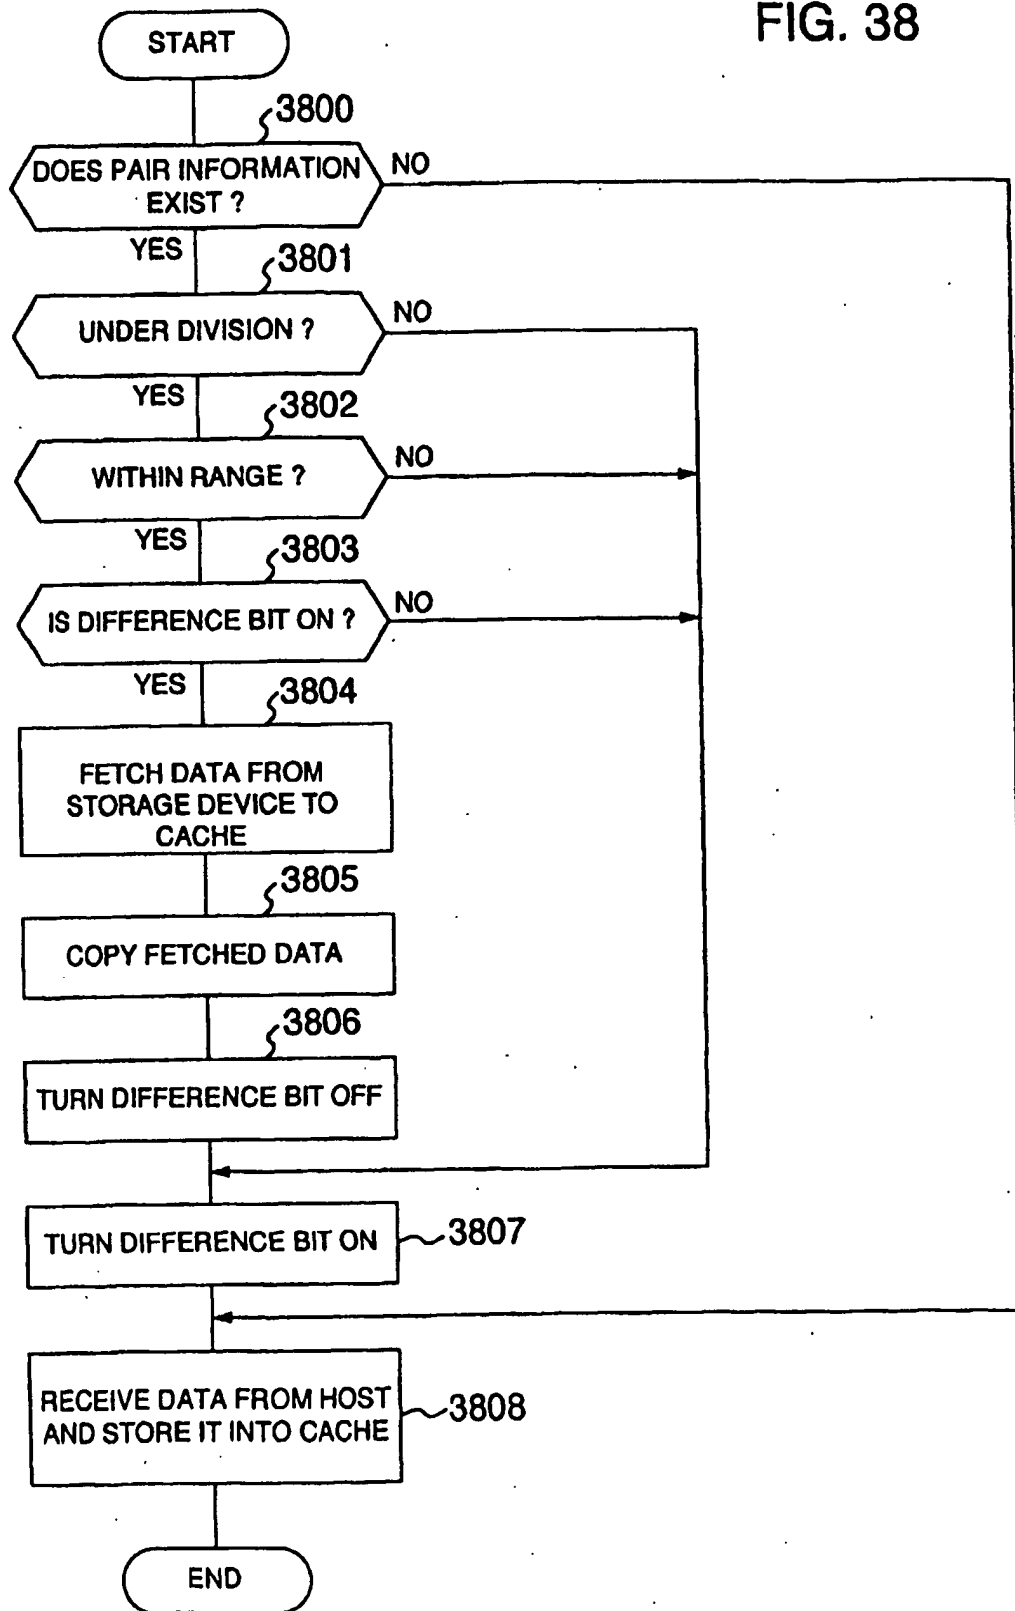 FIG. 38
START
3800
DOES PAIR INFORMATION
EXIST ?
NO
YES
3801
UNDER DIVISION ?
NO
YES
3802
WITHIN RANGE ?
NO
YES
3803
IS DIFFERENCE BIT ON ?
NO
YES
3804
FETCH DATA FROM
STORAGE DEVICE TO
CACHE
3805
COPY FETCHED DATA
3806
TURN DIFFERENCE BIT OFF
TURN DIFFERENCE BIT ON
3807
RECEIVE DATA FROM HOST
AND STORE IT INTO CACHE
3808
END